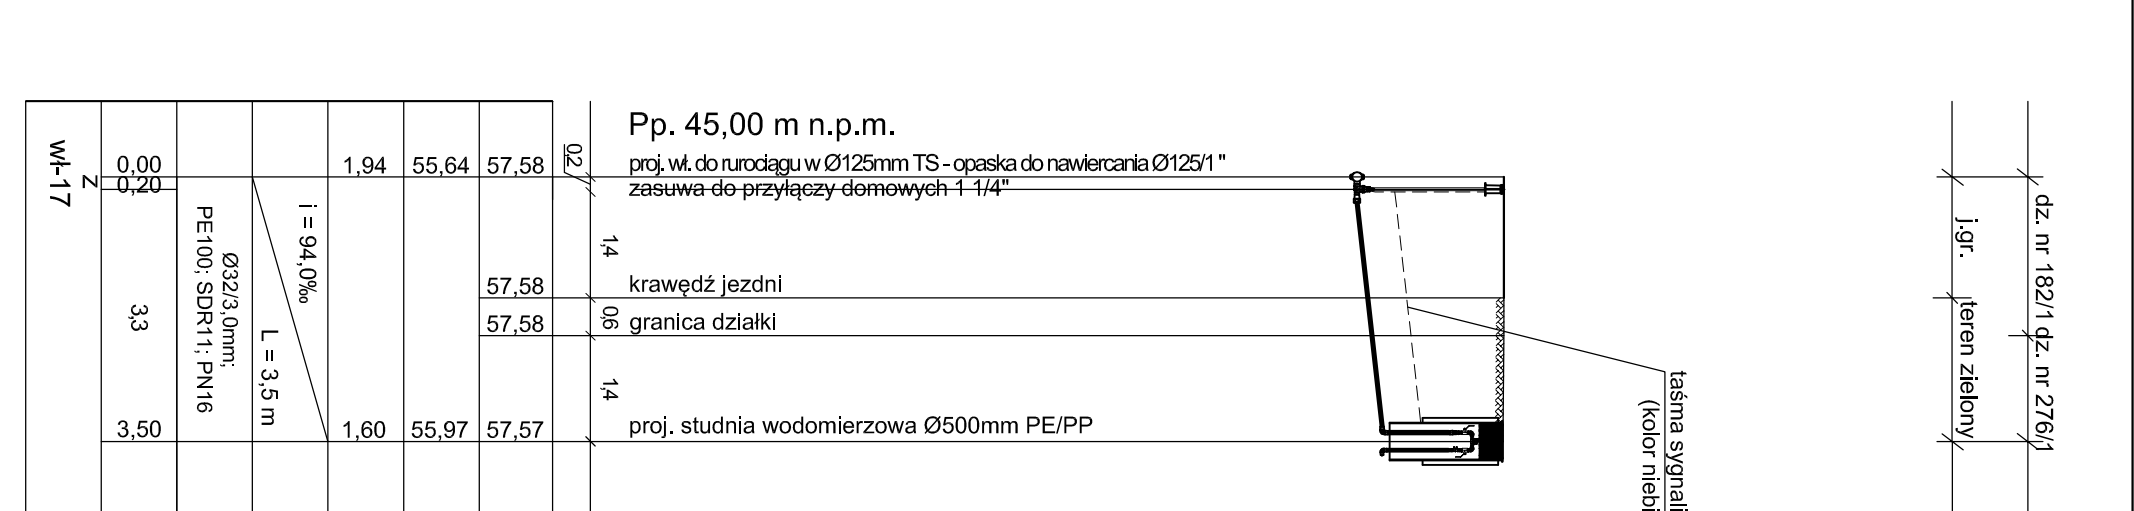 Pp. 45,00 m n.p.m.
wł-17
z
0,00
1,94
55,64
57,58
0,2
proj. wł. do rurociągu w Ø125mm TS - opaska do nawiercania Ø125/1 "
0,20
zasuwa do przyłączy domowych 1 1/4"
i = 94,0‰
Ø32/3,0mm;
PE100; SDR11; PN16
L = 3,5 m
3,3
1,4
57,58
krawędź jezdni
0,6
57,58
granica działki
1,4
3,50
1,60
55,97
57,57
proj. studnia wodomierzowa Ø500mm PE/PP
taśma sygnali
(kolor niebi
j.gr.
teren zielony
dz. nr 182/1
dz. nr 276/1